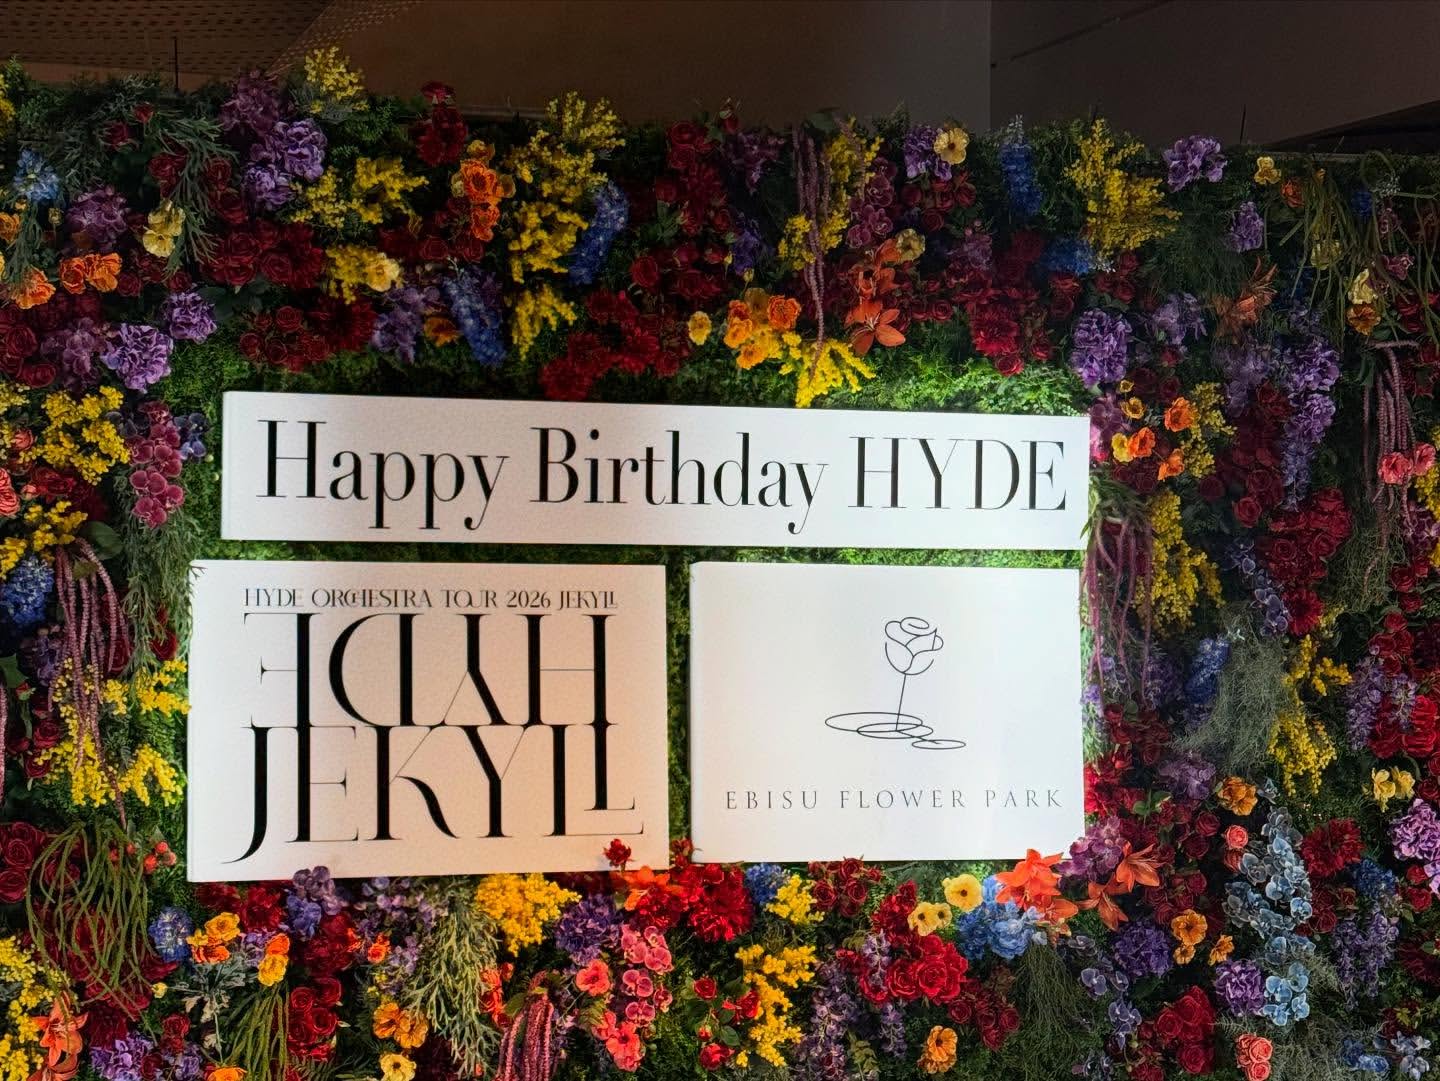 Happy Birthday HYDE
HYDE ORCHESTRA TOUR 2026 JEKYLL
HYDE
JEKYLL
EBISU FLOWER PARK